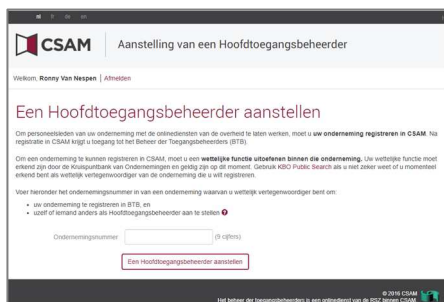 nl fr de en
CSAM
Aanstelling van een Hoofdtoegangsbeheerder
Welkom, Ronny Van Nespen | Afmelden
Een Hoofdtoegangsbeheerder aanstellen
Om personeelsleden van uw onderneming met de onlinediensten van de overheid te laten werken, moet u uw onderneming registreren in CSAM. Na
registratie in CSAM krijgt u toegang tot het Beheer der Toegangsbeheerders (BTB).
Om een onderneming te kunnen registreren in CSAM, moet u een wettelijke functie uitoefenen binnen die onderneming. Uw wettelijke functie moet
erkend zijn door de Kruispuntbank van Ondernemingen en geldig zijn op dit moment. Gebruik KBO Public Search als u niet zeker weet of u momenteel
erkend bent als wettelijk vertegenwoordiger van de onderneming die u wilt registreren.
Voer hieronder het ondernemingsnummer in van een onderneming waarvan u wettelijk vertegenwoordiger bent om:
• uw onderneming te registreren in BTB, en
• uzelf of iemand anders als Hoofdtoegangsbeheerder aan te stellen ?
Ondernemingsnummer (9 cijfers)
Een Hoofdtoegangsbeheerder aanstellen
© 2016 CSAM
Het beheer der toegangsbeheerders is een onlinedienst van de RSZ binnen CSAM.